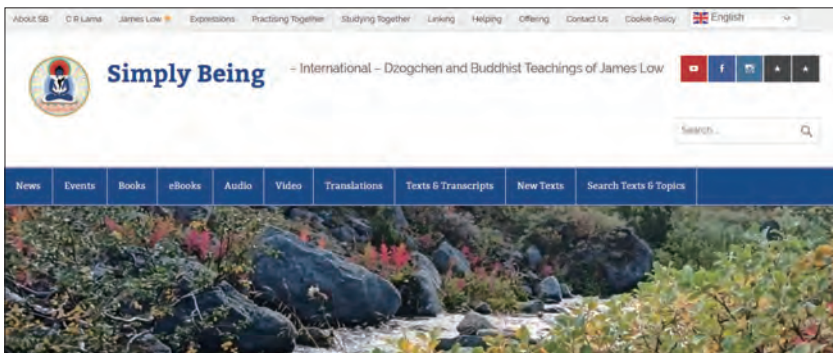 About SB C R Lama James Low Expressions Practising Together Studying Together Linking Helping Offering Contact Us Cookie Policy English
Simply Being – International – Dzogchen and Buddhist Teachings of James Low
Search...
News Events Books eBooks Audio Video Translations Texts & Transcripts New Texts Search Texts & Topics